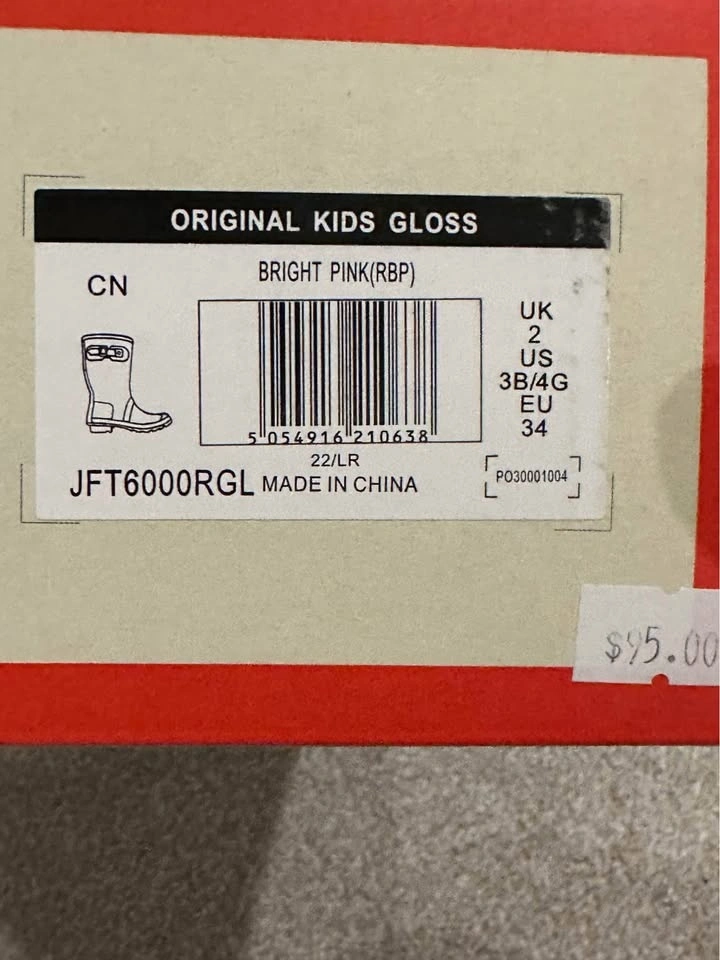 ORIGINAL KIDS GLOSS
CN
BRIGHT PINK(RBP)
5 054916 210638
22/LR
JFT6000RGL MADE IN CHINA
UK
2
US
3B/4G
EU
34
PO30001004
$95.00